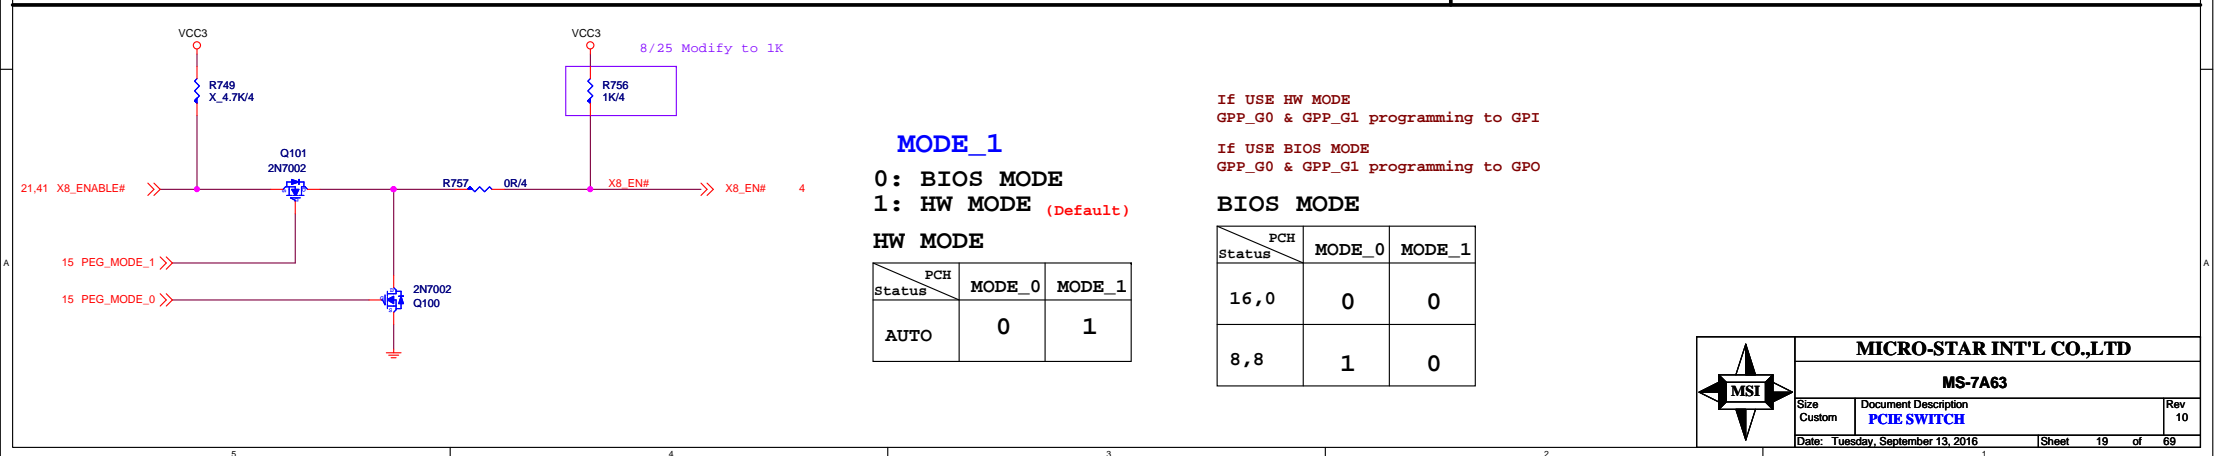 VCC3
VCC3
8/25 Modify to 1K
R749
X_4.7K/4
R756
1K/4
Q101
2N7002
21,41 X8_ENABLE#
R757
0R/4
X8_EN#
X8_EN#
4
15 PEG_MODE_1
15 PEG_MODE_0
2N7002
Q100
MODE_1
0: BIOS MODE
1: HW MODE (Default)
HW MODE
PCH
Status
MODE_0 MODE_1
AUTO 0 1
If USE HW MODE
GPP_G0 & GPP_G1 programming to GPI
If USE BIOS MODE
GPP_G0 & GPP_G1 programming to GPO
BIOS MODE
PCH
Status
MODE_0 MODE_1
16,0 0 0
8,8 1 0
MSI
MICRO-STAR INT'L CO.,LTD
MS-7A63
Size
Custom
Document Description
PCIE SWITCH
Rev
10
Date: Tuesday, September 13, 2016
Sheet 19 of 69
A
A
5 4 3 2 1